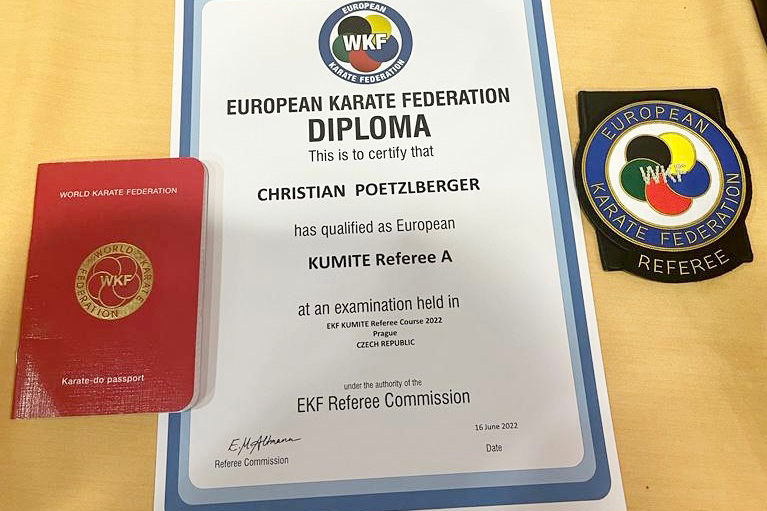 WORLD KARATE FEDERATION
WORLD KARATE FEDERATION
WKF
Karate-do passport
EUROPEAN
WKF
KARATE FEDERATION
EUROPEAN KARATE FEDERATION
DIPLOMA
This is to certify that
CHRISTIAN POETZLBERGER
has qualified as European
KUMITE Referee A
at an examination held in
EKF KUMITE Referee Course 2022
Prague
CZECH REPUBLIC
under the authority of the
EKF Referee Commission
Referee Commission
16 June 2022
Date
EUROPEAN
WKF
KARATE FEDERATION
REFEREE